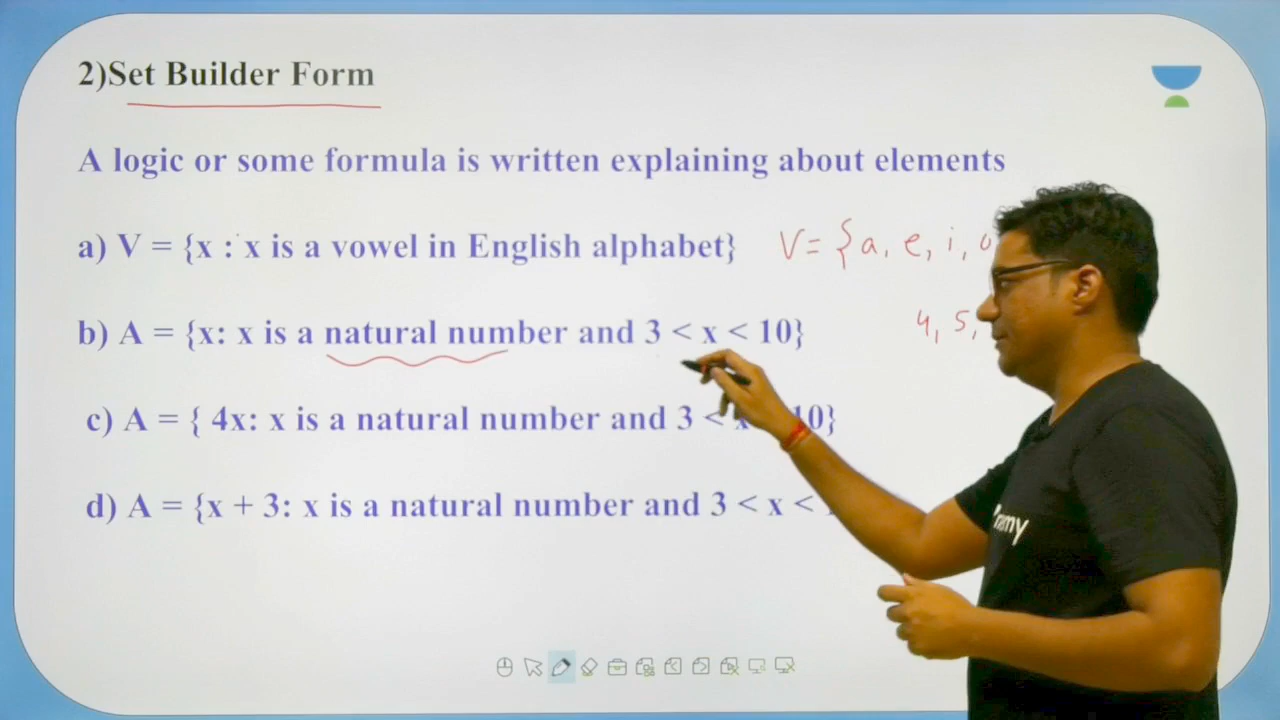 2)Set Builder Form
A logic or some formula is written explaining about elements
a) V = {x : x is a vowel in English alphabet} V = {a, e, i, o
b) A = {x: x is a natural number and 3 < x < 10} 4, 5,
c) A = { 4x: x is a natural number and 3 < x 10}
d) A = {x + 3: x is a natural number and 3 < x <
my